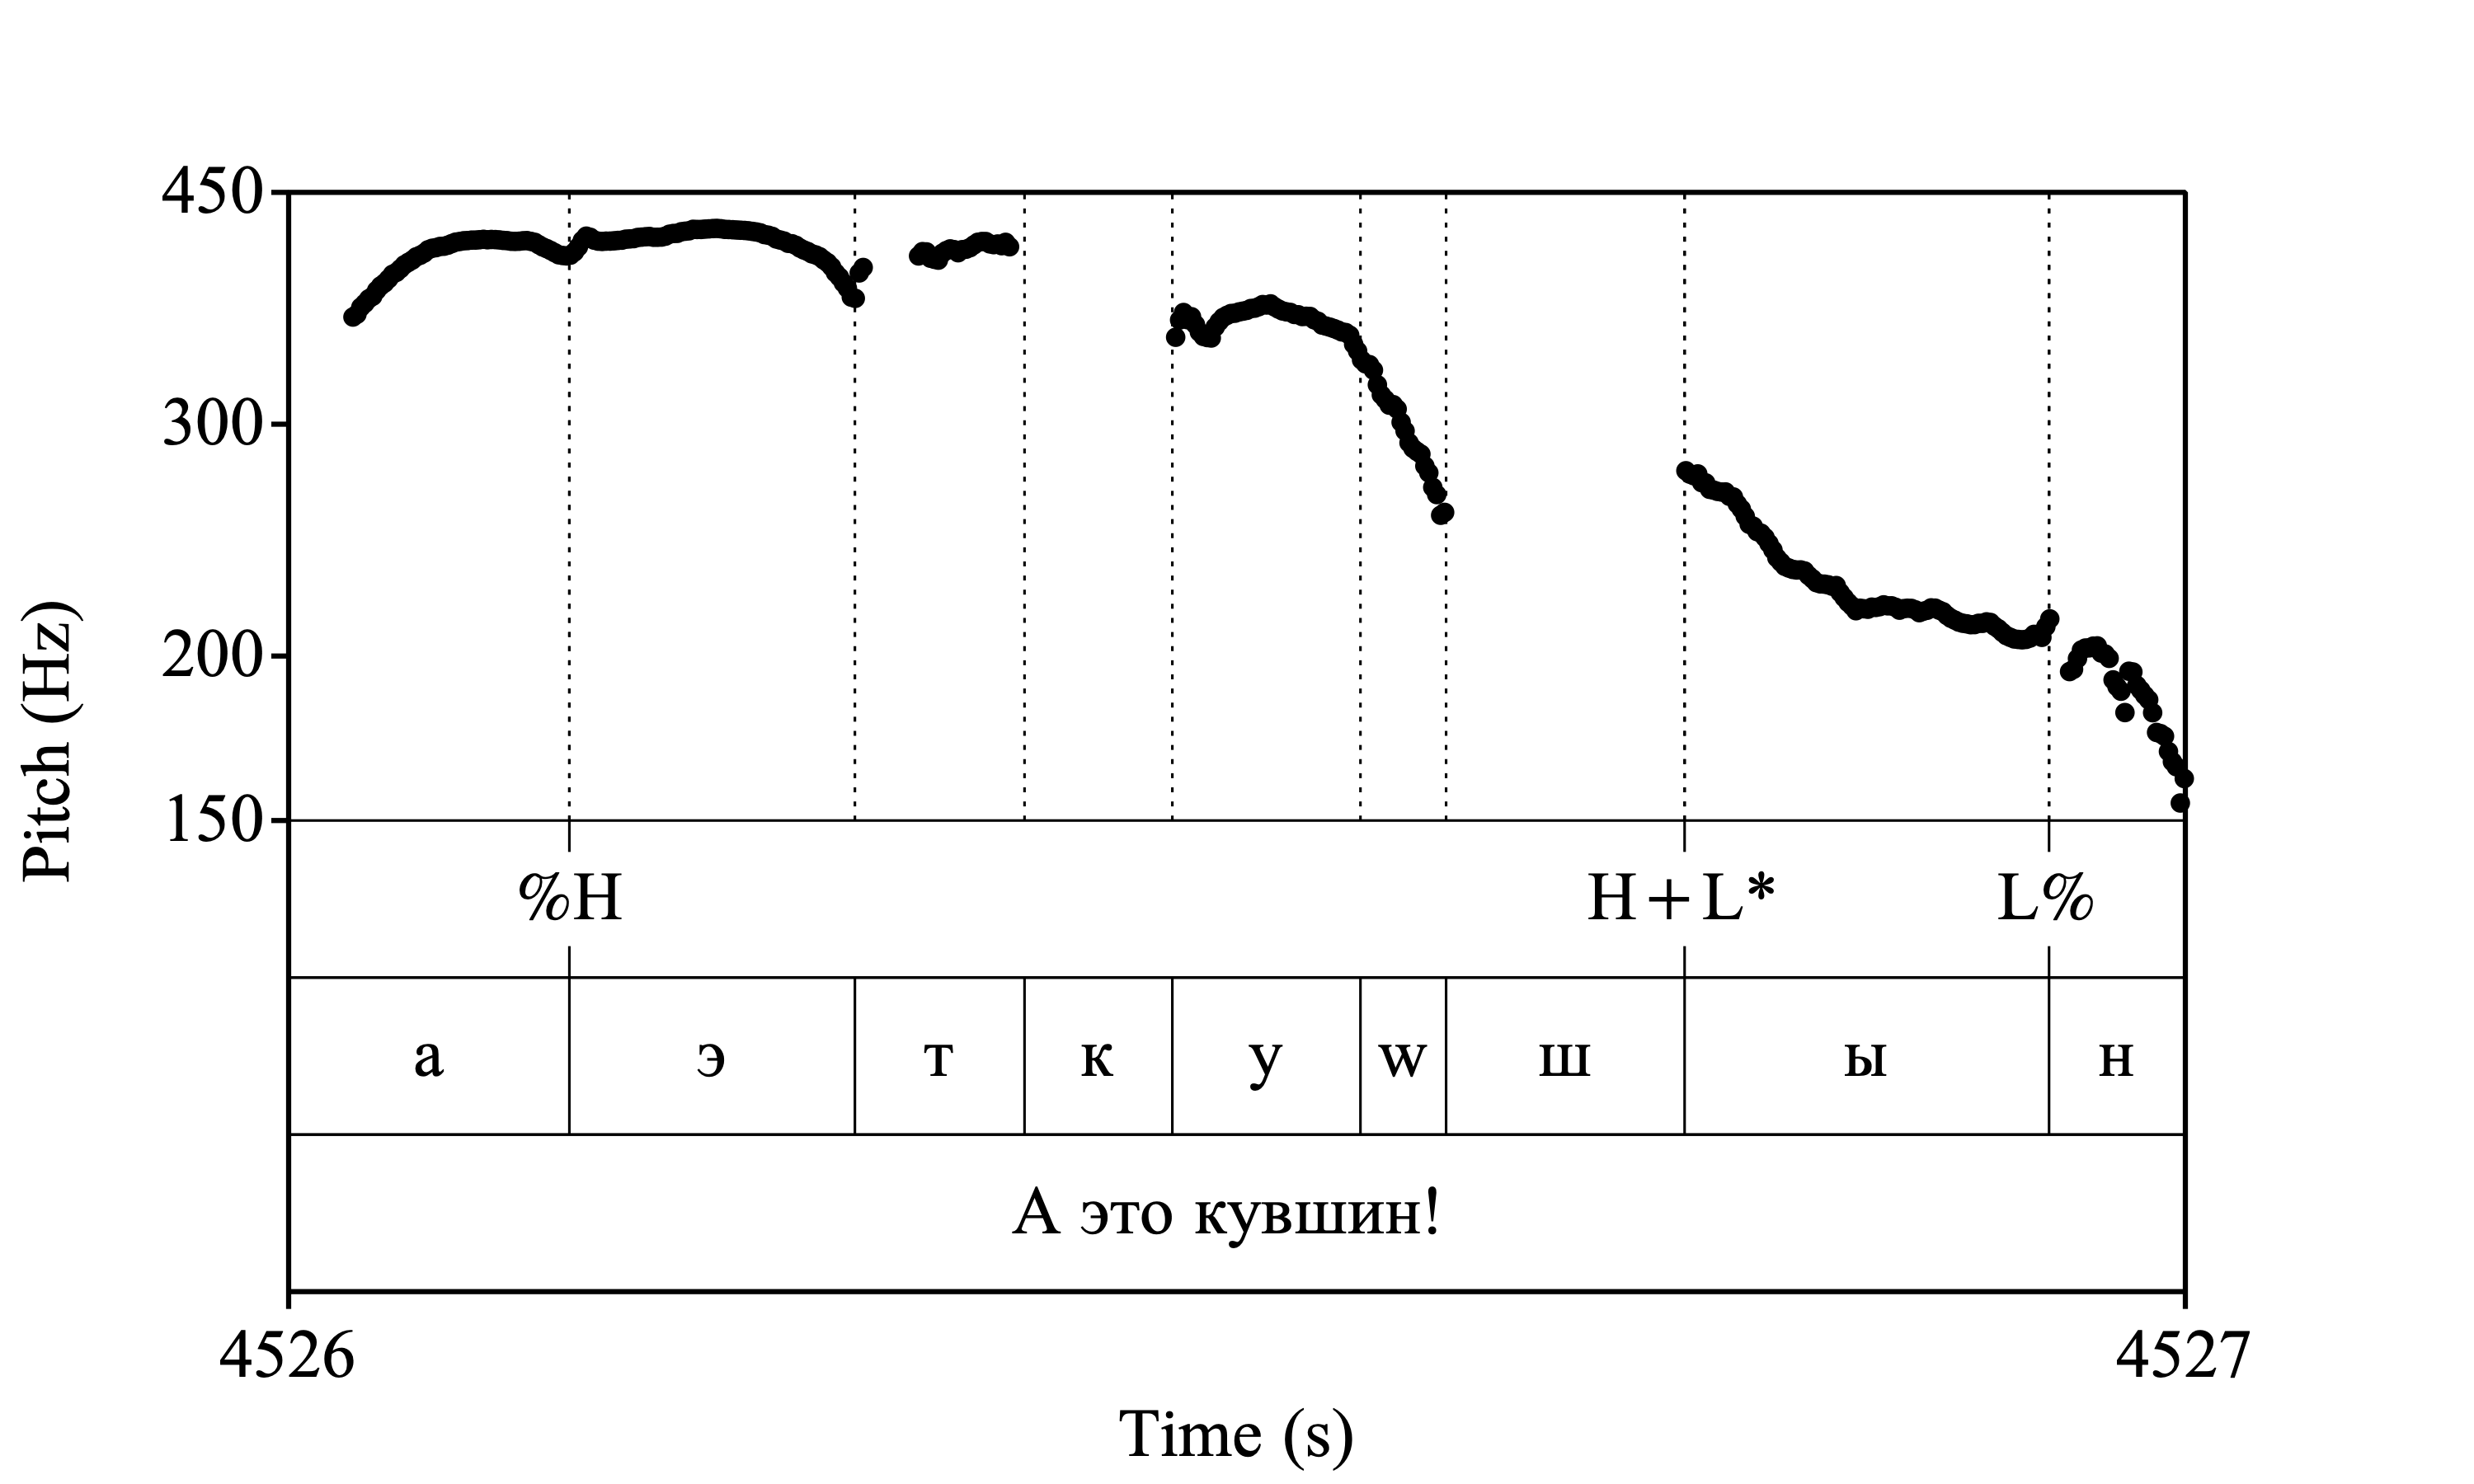 450
300
200
150
Pitch (Hz)
%H H+L* L%
а э т к у w ш ы н
А это кувшин!
4526 4527
Time (s)